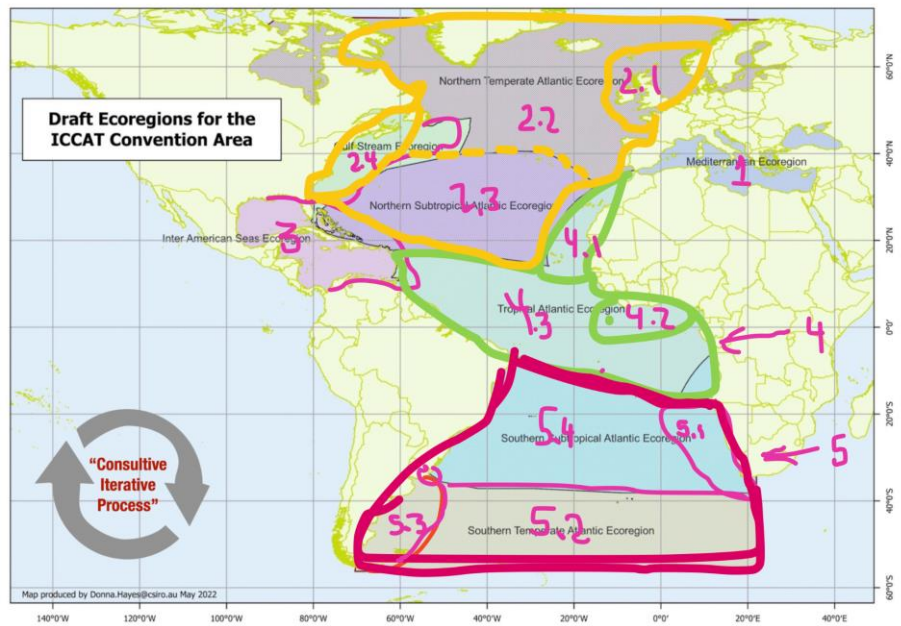 Draft Ecoregions for the
ICCAT Convention Area
Northern Temperate Atlantic Ecoregion
2.1
2.2
Gulf Stream Ecoregion
24
Mediterranean Ecoregion
1
Northern Subtropical Atlantic Ecoregion
2,3
Inter American Seas Ecoregion
3
4.1
Tropical Atlantic Ecoregion
4.3
4.2
4
5.4
Southern Subtropical Atlantic Ecoregion
5.1
5
"Consultive
Iterative
Process"
5.3
5.2
Southern Temperate Atlantic Ecoregion
Map produced by Donna.Hayes@csiro.au May 2022
60°0'N
40°0'N
20°0'N
0°0'
20°0'S
40°0'S
60°0'S
140°0'W
120°0'W
100°0'W
80°0'W
60°0'W
40°0'W
20°0'W
0°0'
20°0'E
40°0'E